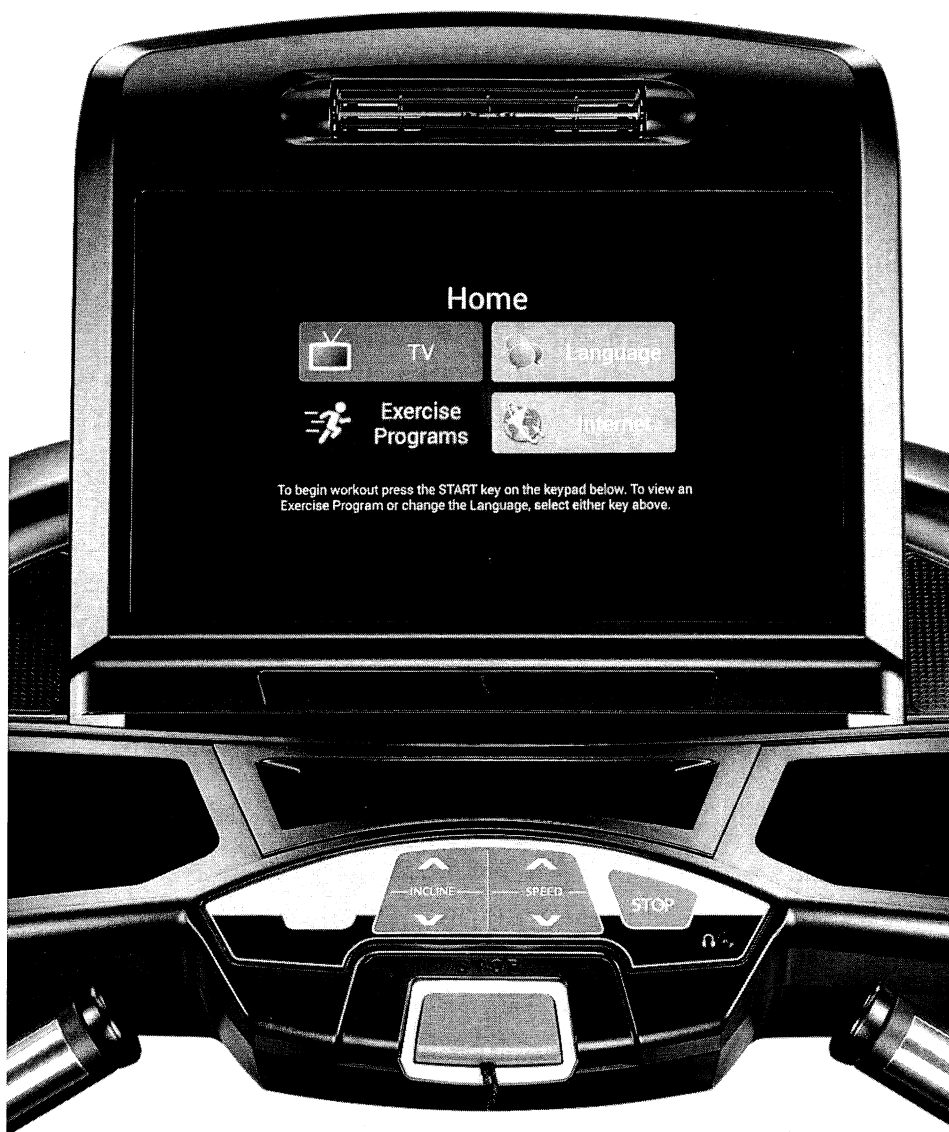 Home
TV
Language
Exercise
Programs
Internet
To begin workout press the START key on the keypad below. To view an
Exercise Program or change the Language, select either key above.
INCLINE
SPEED
STOP